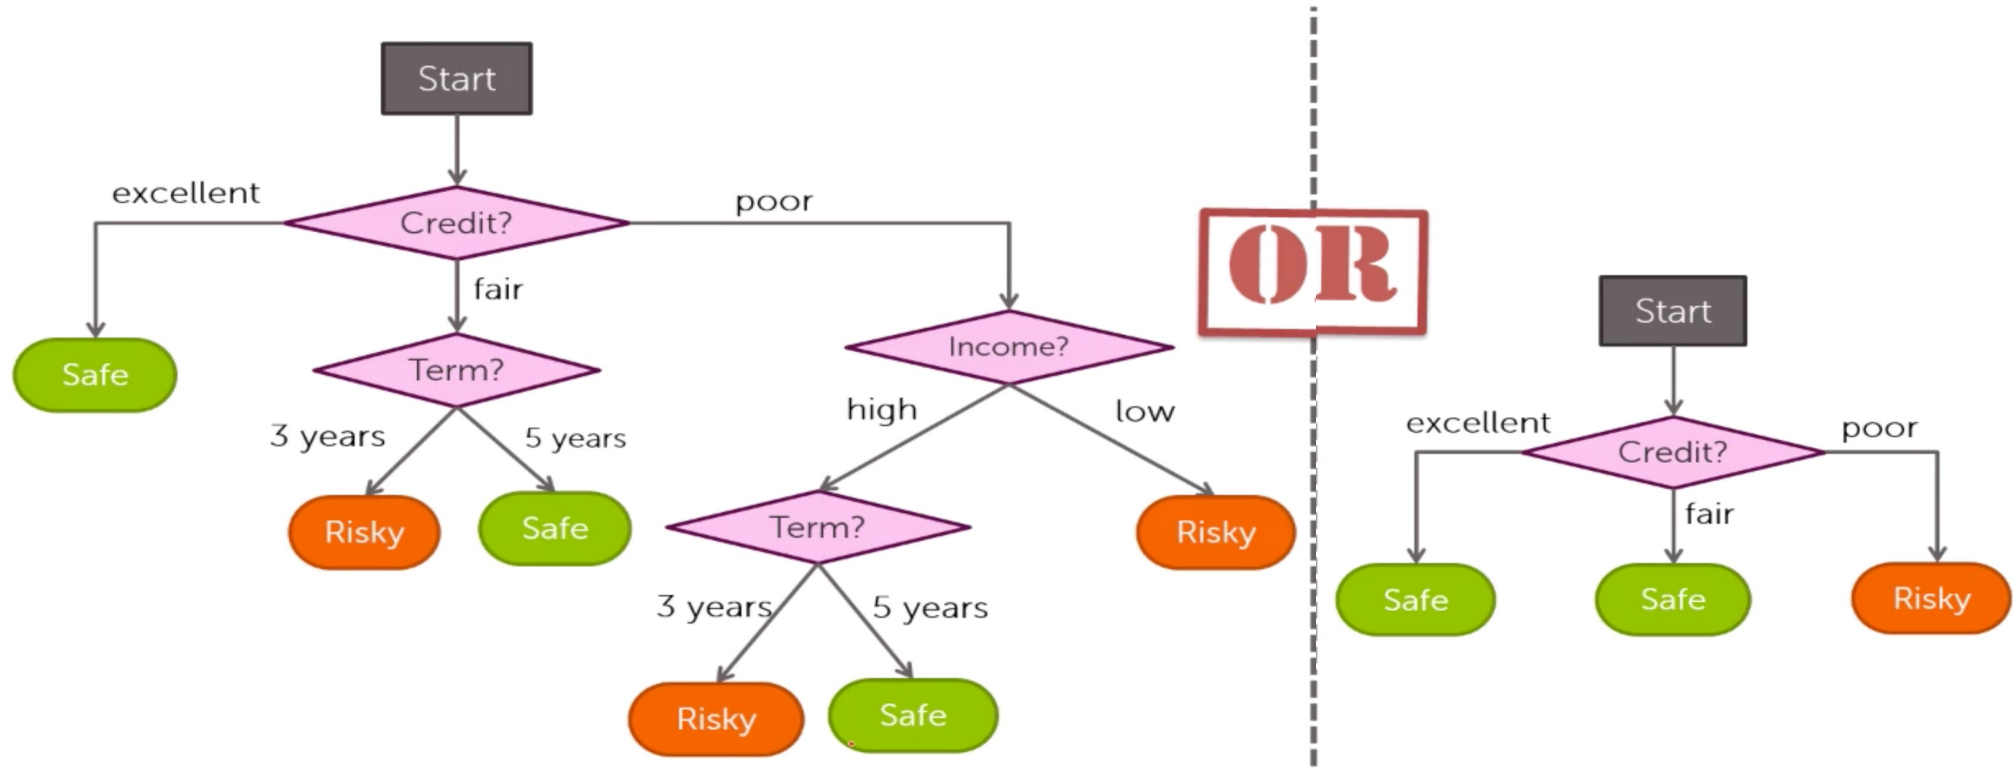 Start
excellent
Credit?
poor
fair
Safe
Term?
Income?
3 years
5 years
high
low
Risky
Safe
Term?
Risky
3 years
5 years
Risky
Safe
OR
Start
excellent
Credit?
poor
fair
Safe
Safe
Risky